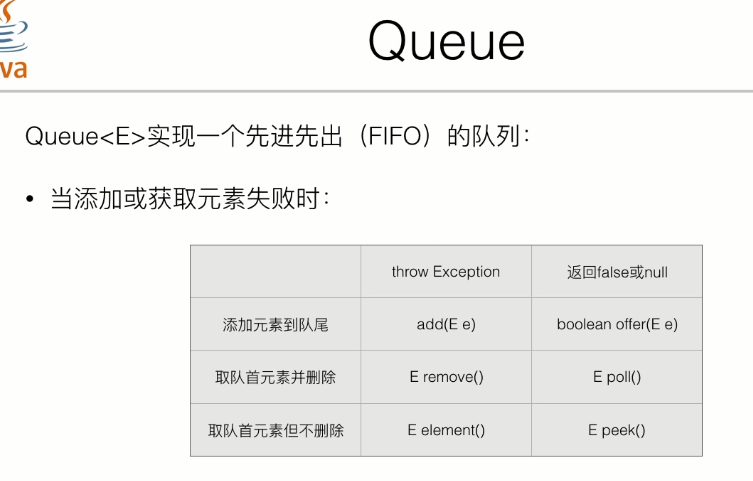 Queue
va
Queue<E>实现一个先进先出（FIFO）的队列：
• 当添加或获取元素失败时：
throw Exception 返回false或null
添加元素到队尾 add(E e) boolean offer(E e)
取队首元素并删除 E remove() E poll()
取队首元素但不删除 E element() E peek()